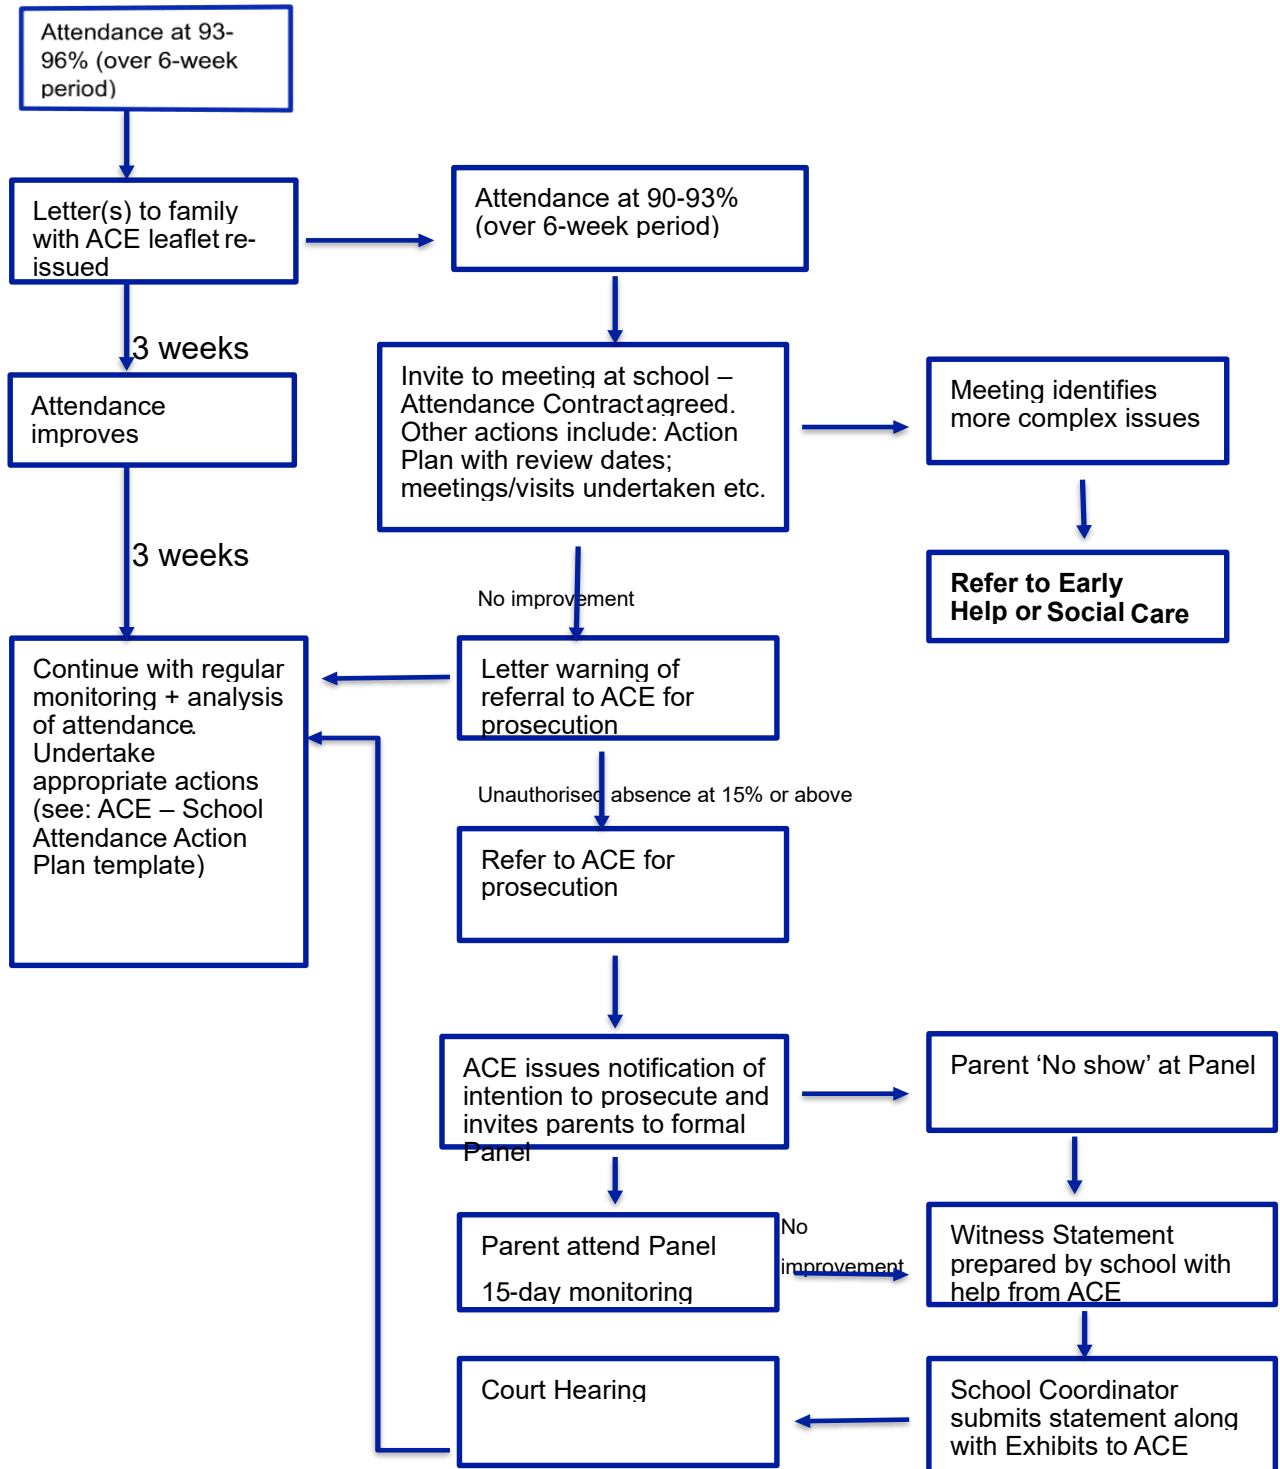 Attendance at 93-
96% (over 6-week
period)
Letter(s) to family
with ACE leaflet re-
issued
Attendance at 90-93%
(over 6-week period)
3 weeks
Attendance
improves
Invite to meeting at school –
Attendance Contract agreed.
Other actions include: Action
Plan with review dates;
meetings/visits undertaken etc.
Meeting identifies
more complex issues
3 weeks
Refer to Early
Help or Social Care
No improvement
Continue with regular
monitoring + analysis
of attendance.
Undertake
appropriate actions
(see: ACE – School
Attendance Action
Plan template)
Letter warning of
referral to ACE for
prosecution
Unauthorised absence at 15% or above
Refer to ACE for
prosecution
ACE issues notification of
intention to prosecute and
invites parents to formal
Panel
Parent ‘No show’ at Panel
Parent attend Panel
15-day monitoring
No
improvement
Witness Statement
prepared by school with
help from ACE
Court Hearing
School Coordinator
submits statement along
with Exhibits to ACE